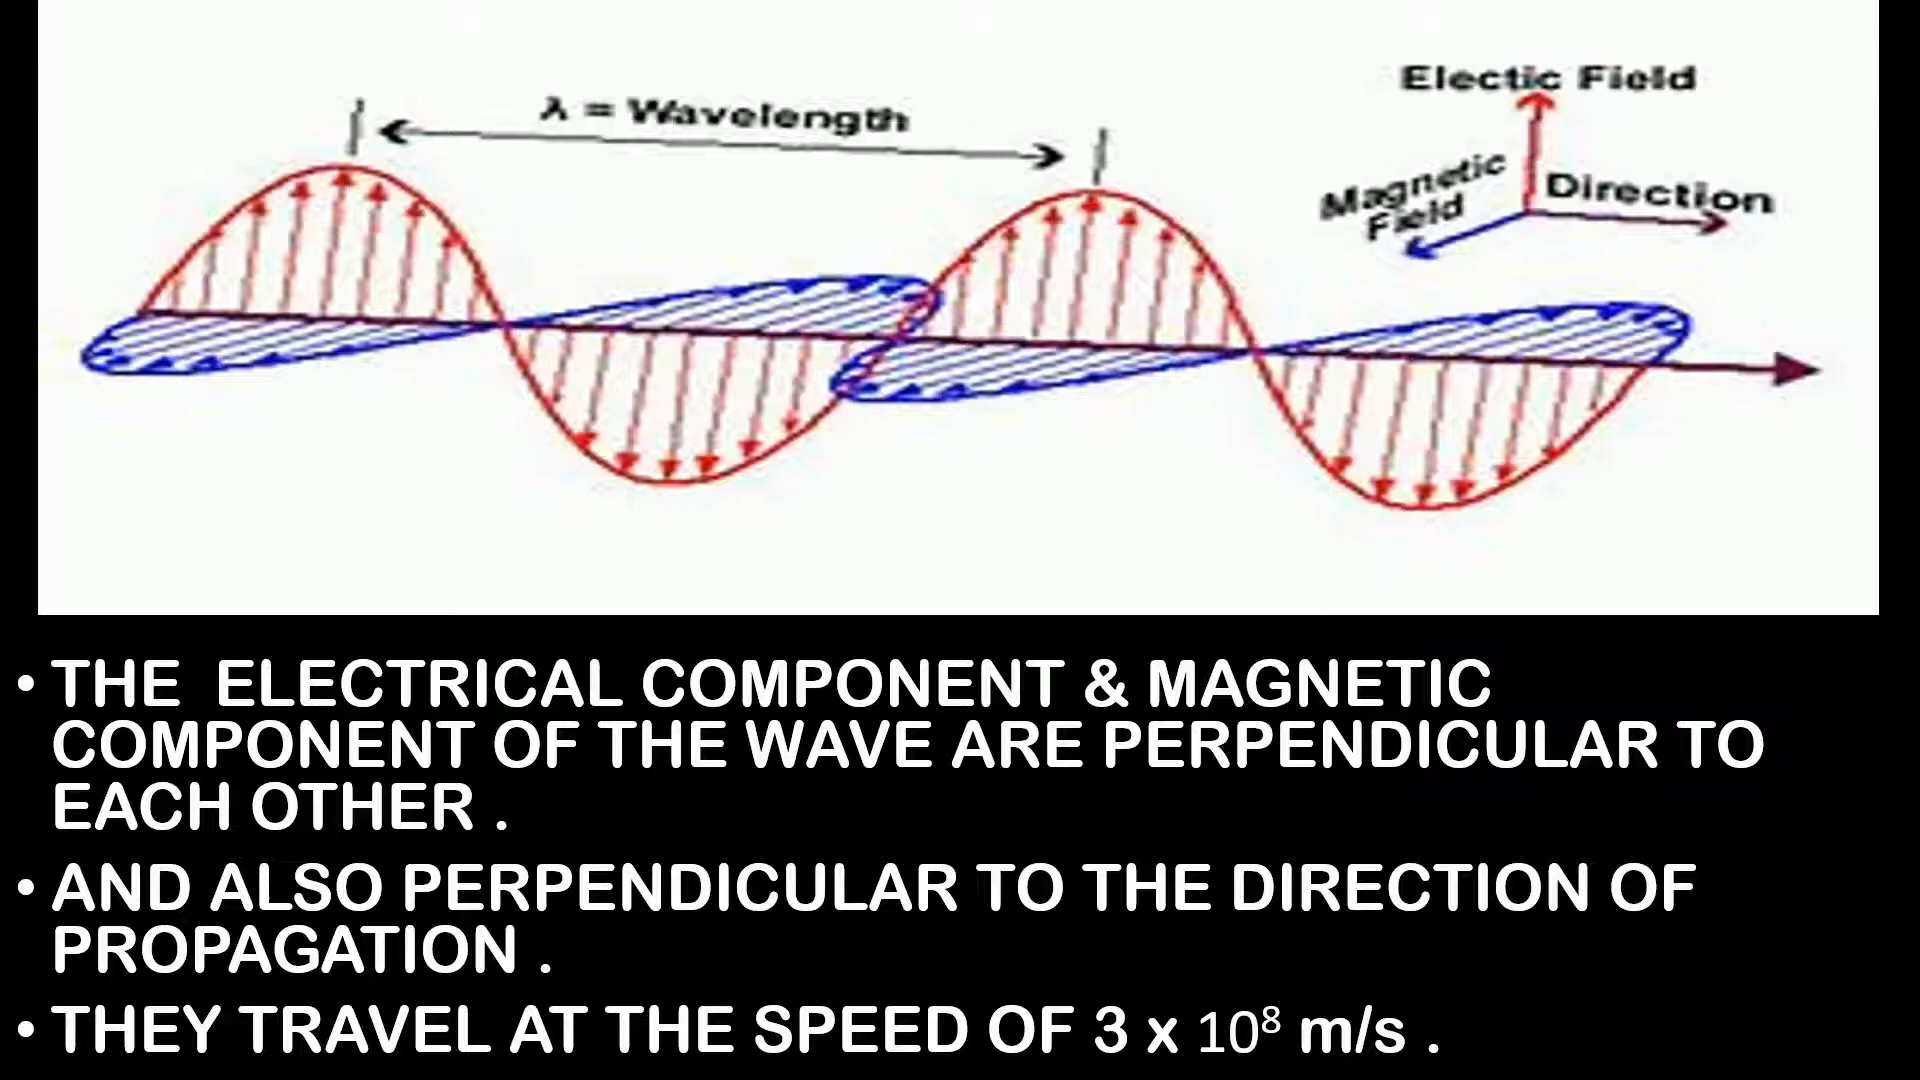 Electic Field
λ = Wavelength
Magnetic
Field
Direction
• THE ELECTRICAL COMPONENT & MAGNETIC
COMPONENT OF THE WAVE ARE PERPENDICULAR TO
EACH OTHER .
• AND ALSO PERPENDICULAR TO THE DIRECTION OF
PROPAGATION .
• THEY TRAVEL AT THE SPEED OF 3 x 10⁸ m/s .